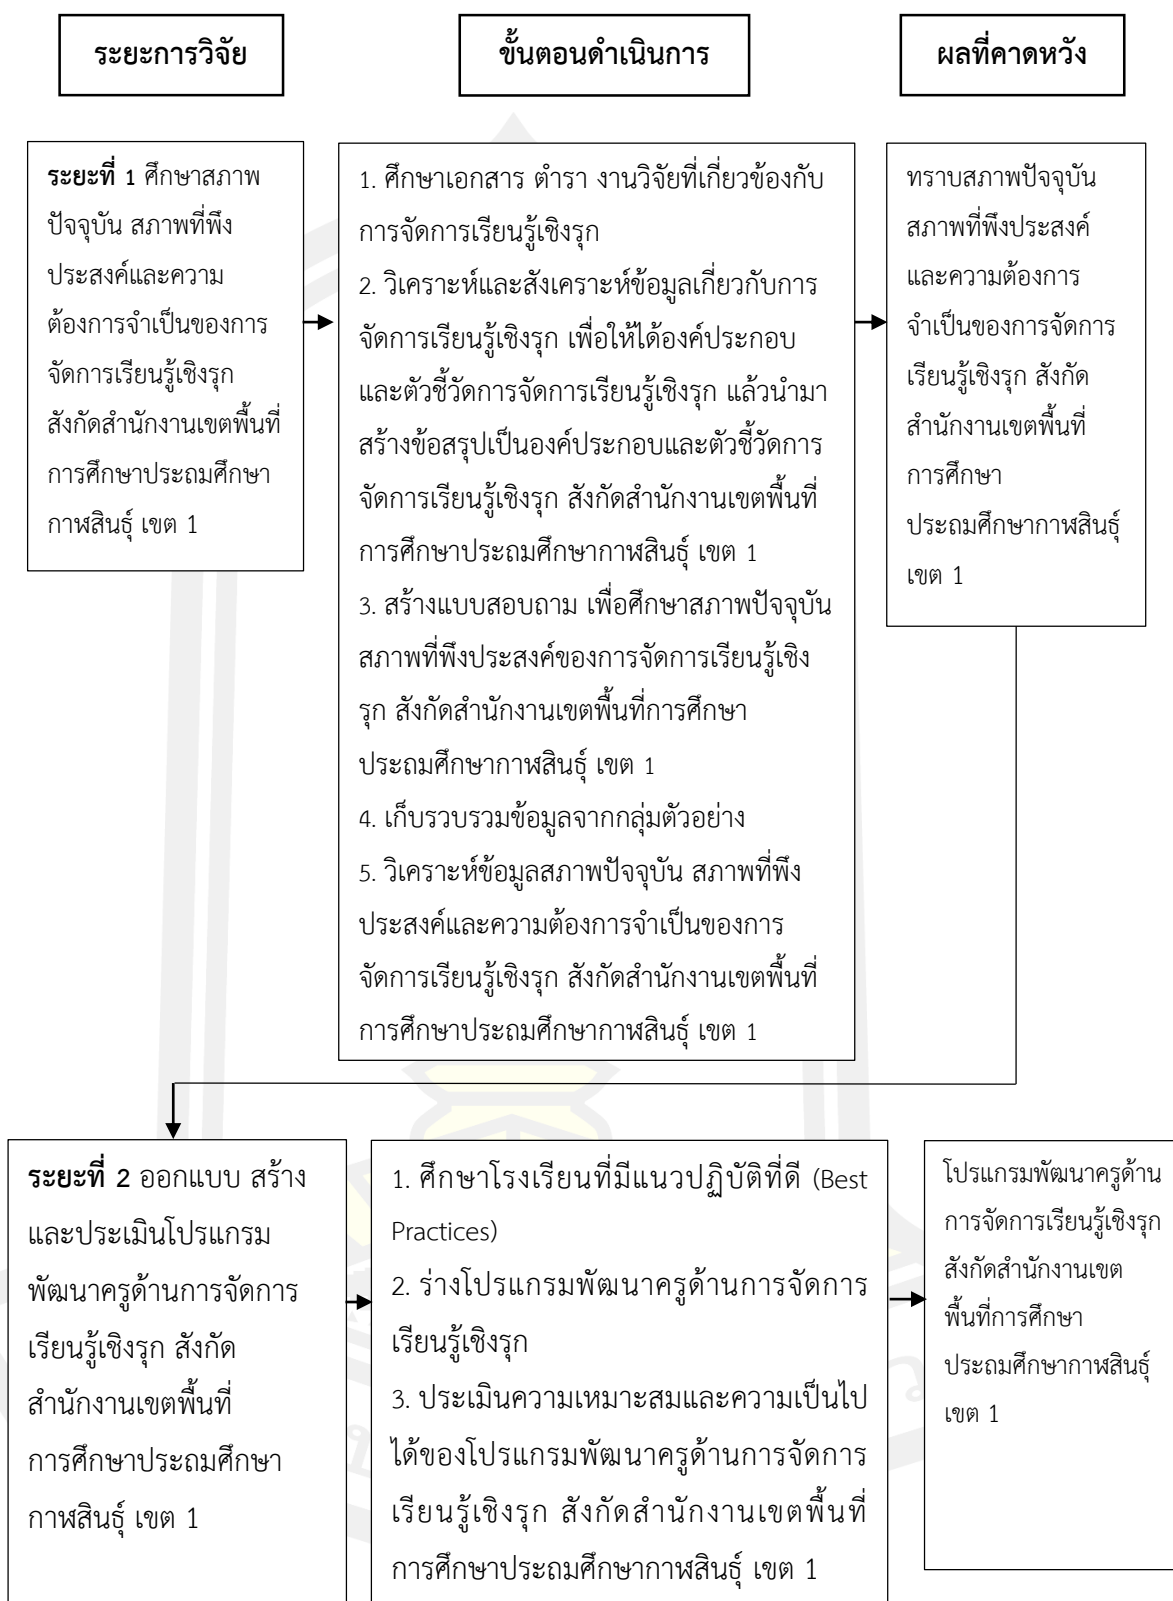 ระยะการวิจัย
ขั้นตอนดำเนินการ
ผลที่คาดหวัง
ระยะที่ 1 ศึกษาสภาพ
ปัจจุบัน สภาพที่พึง
ประสงค์และความ
ต้องการจำเป็นของการ
จัดการเรียนรู้เชิงรุก
สังกัดสำนักงานเขตพื้นที่
การศึกษาประถมศึกษา
กาฬสินธุ์ เขต 1
1. ศึกษาเอกสาร ตำรา งานวิจัยที่เกี่ยวข้องกับ
การจัดการเรียนรู้เชิงรุก
2. วิเคราะห์และสังเคราะห์ข้อมูลเกี่ยวกับการ
จัดการเรียนรู้เชิงรุก เพื่อให้ได้องค์ประกอบ
และตัวชี้วัดการจัดการเรียนรู้เชิงรุก แล้วนำมา
สร้างข้อสรุปเป็นองค์ประกอบและตัวชี้วัดการ
จัดการเรียนรู้เชิงรุก สังกัดสำนักงานเขตพื้นที่
การศึกษาประถมศึกษากาฬสินธุ์ เขต 1
3. สร้างแบบสอบถาม เพื่อศึกษาสภาพปัจจุบัน
สภาพที่พึงประสงค์ของการจัดการเรียนรู้เชิง
รุก สังกัดสำนักงานเขตพื้นที่การศึกษา
ประถมศึกษากาฬสินธุ์ เขต 1
4. เก็บรวบรวมข้อมูลจากกลุ่มตัวอย่าง
5. วิเคราะห์ข้อมูลสภาพปัจจุบัน สภาพที่พึง
ประสงค์และความต้องการจำเป็นของการ
จัดการเรียนรู้เชิงรุก สังกัดสำนักงานเขตพื้นที่
การศึกษาประถมศึกษากาฬสินธุ์ เขต 1
ทราบสภาพปัจจุบัน
สภาพที่พึงประสงค์
และความต้องการ
จำเป็นของการจัดการ
เรียนรู้เชิงรุก สังกัด
สำนักงานเขตพื้นที่
การศึกษา
ประถมศึกษากาฬสินธุ์
เขต 1
ระยะที่ 2 ออกแบบ สร้าง
และประเมินโปรแกรม
พัฒนาครูด้านการจัดการ
เรียนรู้เชิงรุก สังกัด
สำนักงานเขตพื้นที่
การศึกษาประถมศึกษา
กาฬสินธุ์ เขต 1
1. ศึกษาโรงเรียนที่มีแนวปฏิบัติที่ดี (Best
Practices)
2. ร่างโปรแกรมพัฒนาครูด้านการจัดการ
เรียนรู้เชิงรุก
3. ประเมินความเหมาะสมและความเป็นไป
ได้ของโปรแกรมพัฒนาครูด้านการจัดการ
เรียนรู้เชิงรุก สังกัดสำนักงานเขตพื้นที่
การศึกษาประถมศึกษากาฬสินธุ์ เขต 1
โปรแกรมพัฒนาครูด้าน
การจัดการเรียนรู้เชิงรุก
สังกัดสำนักงานเขต
พื้นที่การศึกษา
ประถมศึกษากาฬสินธุ์
เขต 1